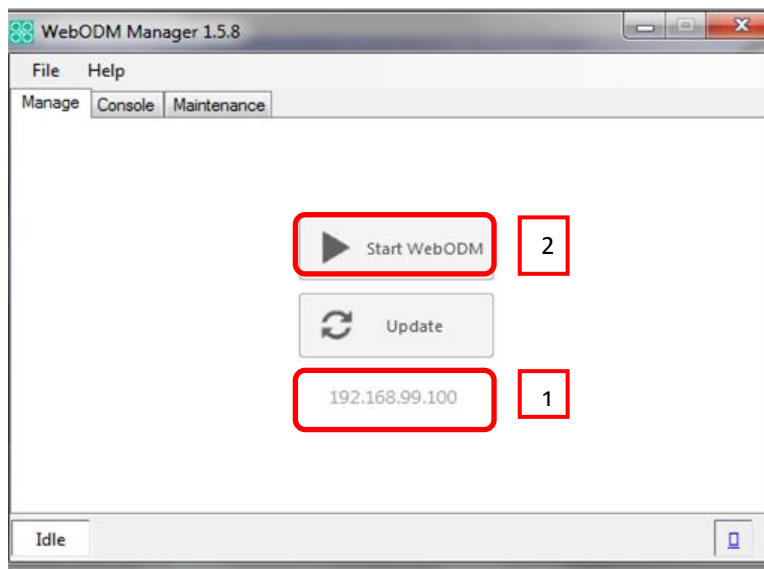 WebODM Manager 1.5.8
File Help
Manage Console Maintenance
Start WebODM 2
Update
192.168.99.100 1
Idle